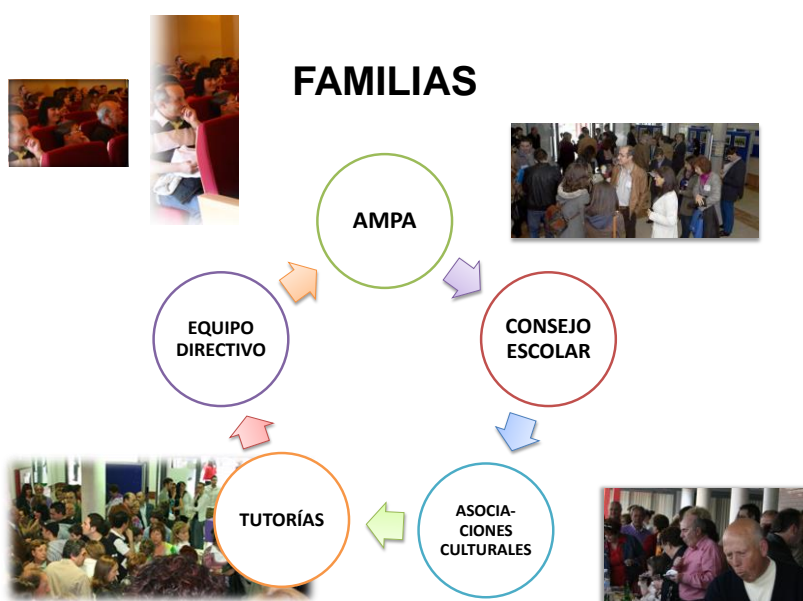 FAMILIAS
AMPA
CONSEJO
ESCOLAR
ASOCIA-
CIONES
CULTURALES
TUTORÍAS
EQUIPO
DIRECTIVO